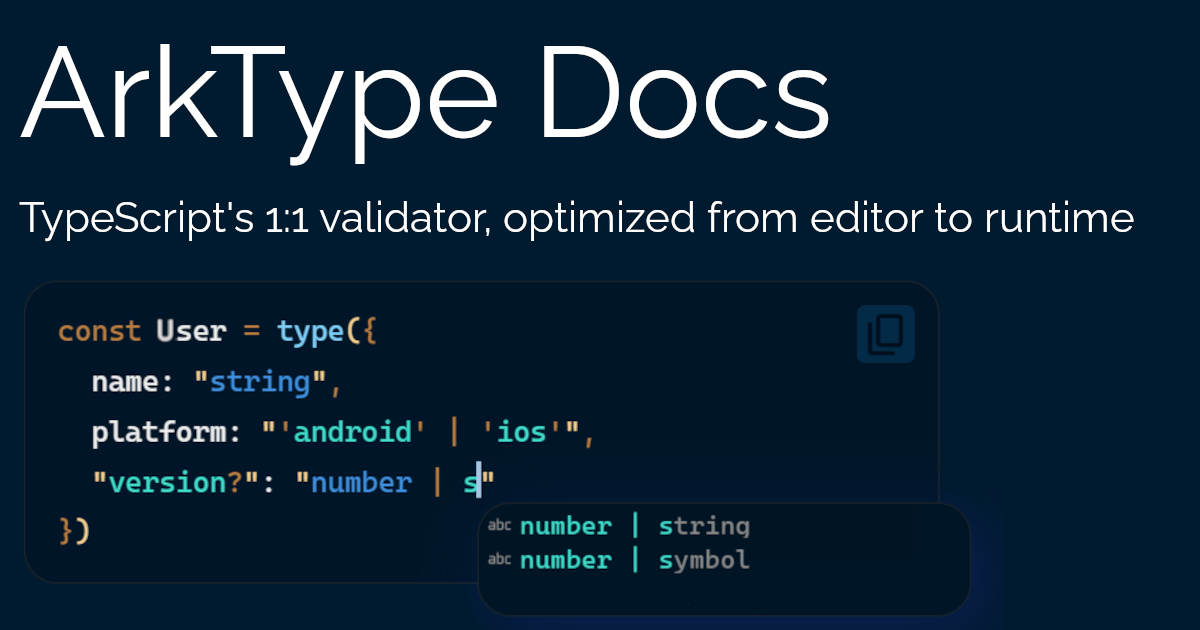 ArkType Docs
TypeScript's 1:1 validator, optimized from editor to runtime
const User = type({
  name: "string",
  platform: "'android' | 'ios'",
  "version?": "number | s"
})
abc number | string
abc number | symbol